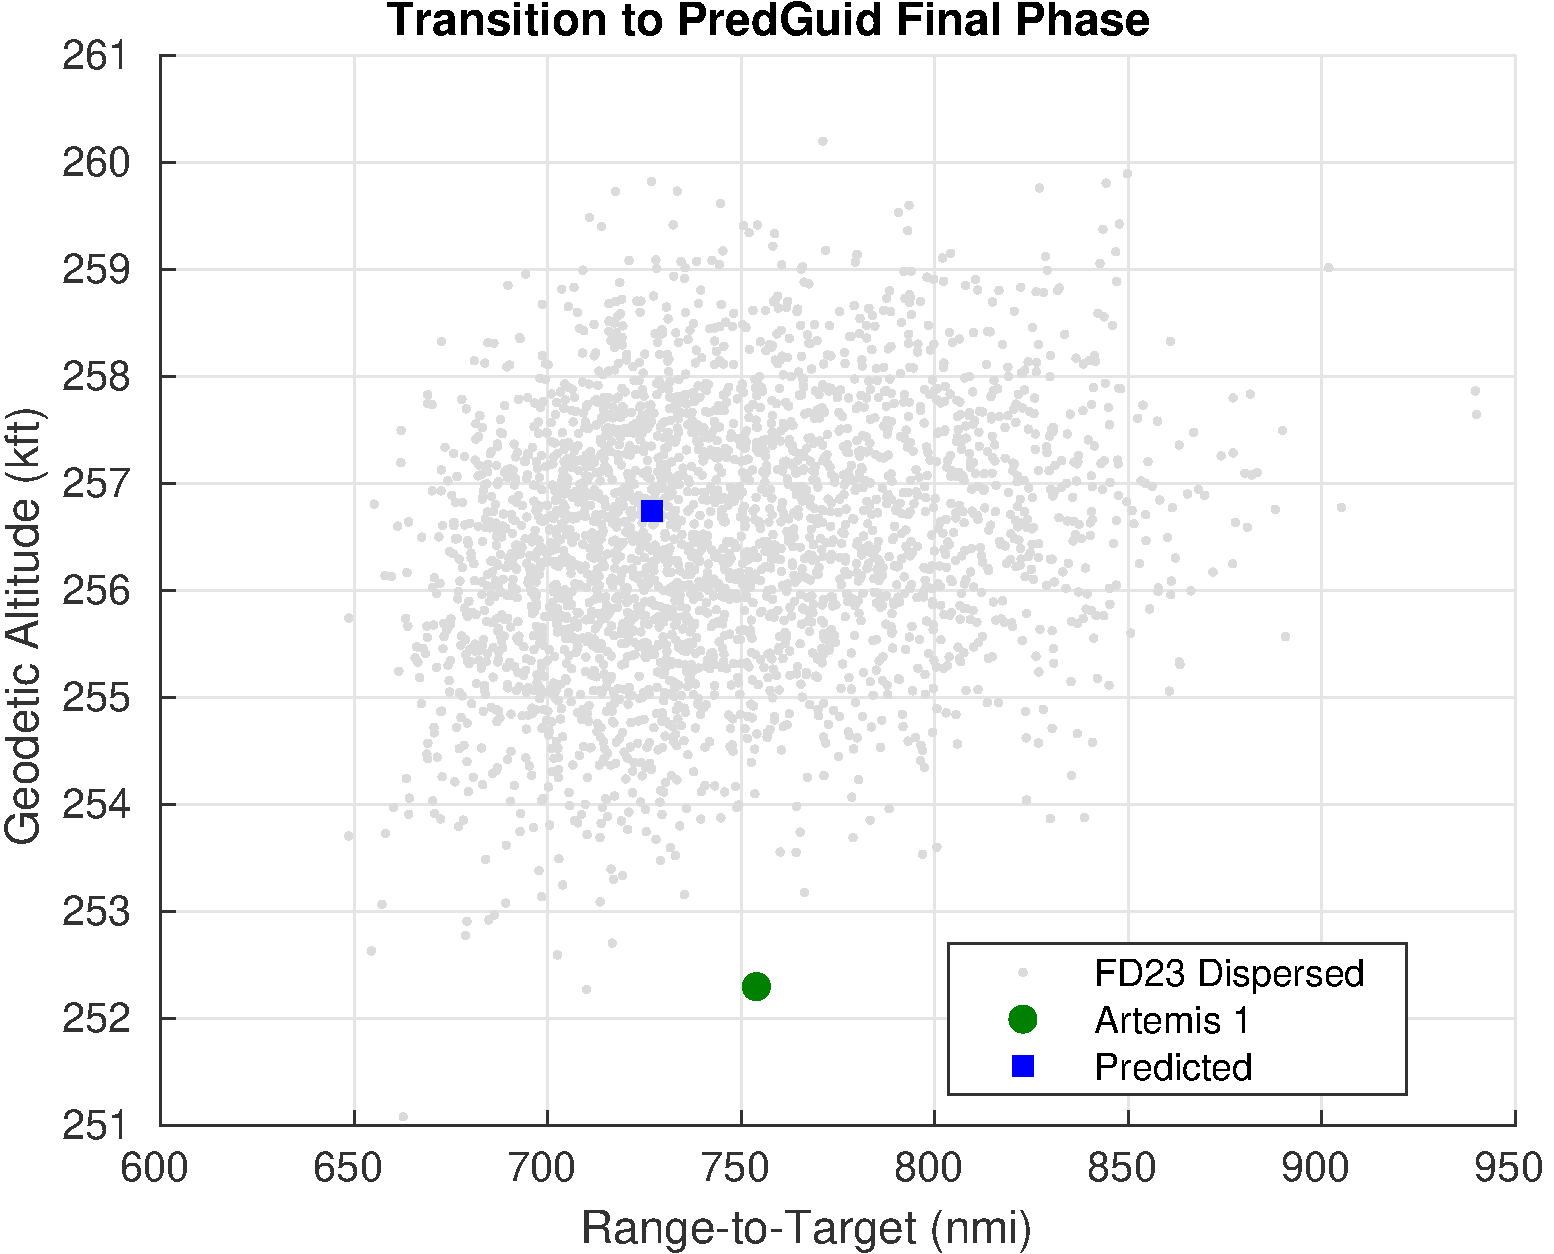 Transition to PredGuid Final Phase
261
260
259
258
257
256
255
254
253
252
251
Geodetic Altitude (kft)
FD23 Dispersed
Artemis 1
Predicted
600 650 700 750 800 850 900 950
Range-to-Target (nmi)